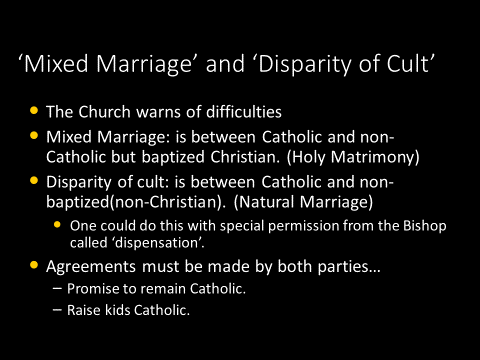 ‘Mixed Marriage’ and ‘Disparity of Cult’
• The Church warns of difficulties
• Mixed Marriage: is between Catholic and non-
Catholic but baptized Christian. (Holy Matrimony)
• Disparity of cult: is between Catholic and non-
baptized(non-Christian). (Natural Marriage)
• One could do this with special permission from the Bishop
called ‘dispensation’.
• Agreements must be made by both parties…
– Promise to remain Catholic.
– Raise kids Catholic.